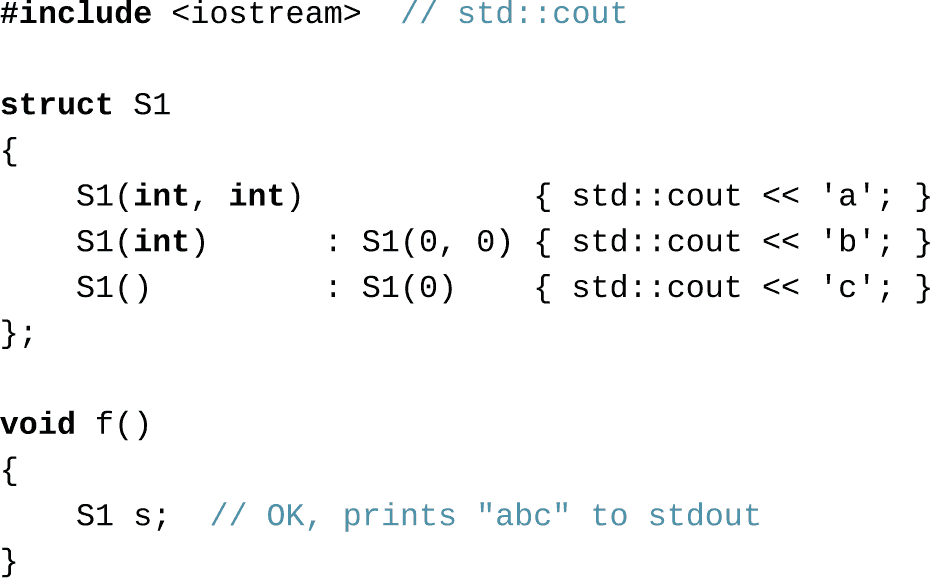 #include <iostream>  // std::cout

struct S1
{
    S1(int, int)            { std::cout << 'a'; }
    S1(int)      : S1(0, 0) { std::cout << 'b'; }
    S1()         : S1(0)    { std::cout << 'c'; }
};

void f()
{
    S1 s;  // OK, prints "abc" to stdout
}